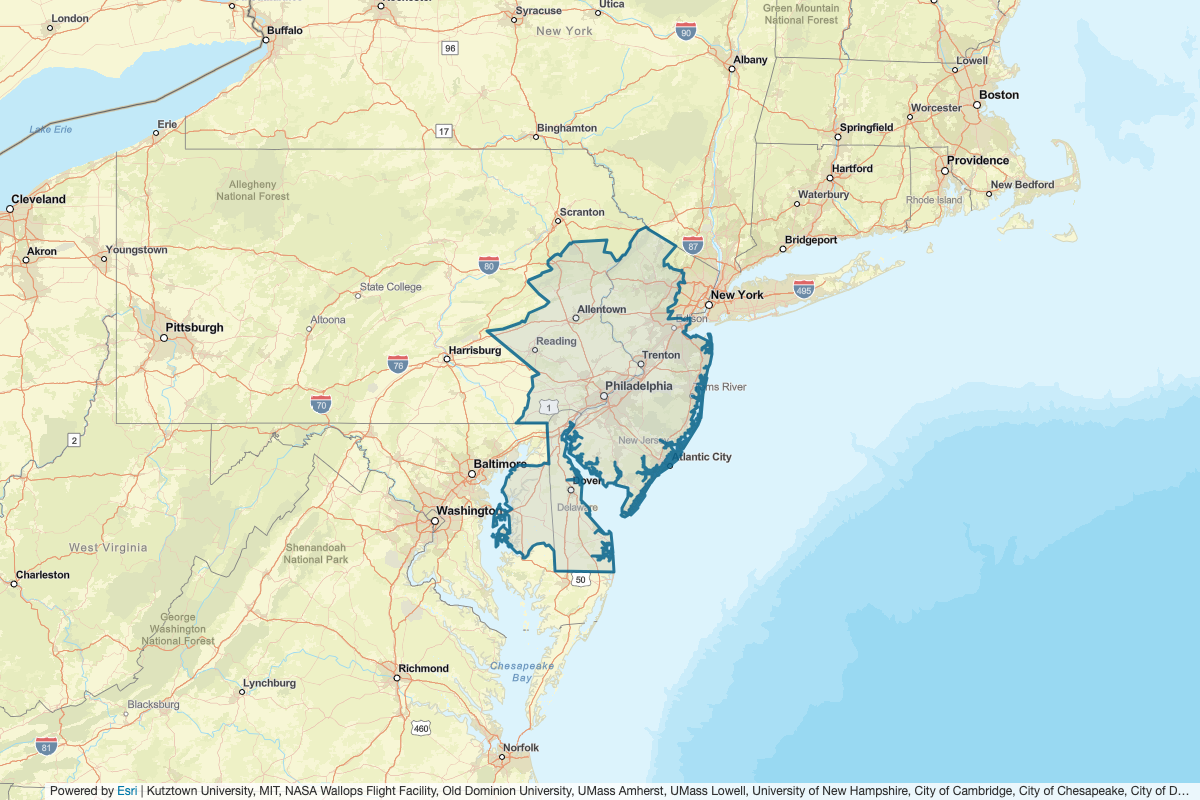 London
Rochester
Syracuse
Utica
Green Mountain
National Forest
Buffalo
New York
90
96
Albany
Lowell
Boston
Worcester
Lake Erie
Erie
17
Binghamton
Springfield
Providence
Hartford
Allegheny
National Forest
New Bedford
Waterbury
Rhode Island
Cleveland
Scranton
Akron
Youngstown
87
Bridgeport
80
State College
495
New York
Allentown
Edison
Altoona
Pittsburgh
Reading
Harrisburg
Trenton
76
Philadelphia
oms River
70
1
2
New Jersey
Atlantic City
Baltimore
Dover
Washington
Delaware
West Virginia
Shenandoah
National Park
Charleston
50
George
Washington
National Forest
Chesapeake
Bay
Richmond
Lynchburg
Blacksburg
460
81
Norfolk
Powered by Esri | Kutztown University, MIT, NASA Wallops Flight Facility, Old Dominion University, UMass Amherst, UMass Lowell, University of New Hampshire, City of Cambridge, City of Chesapeake, City of D…